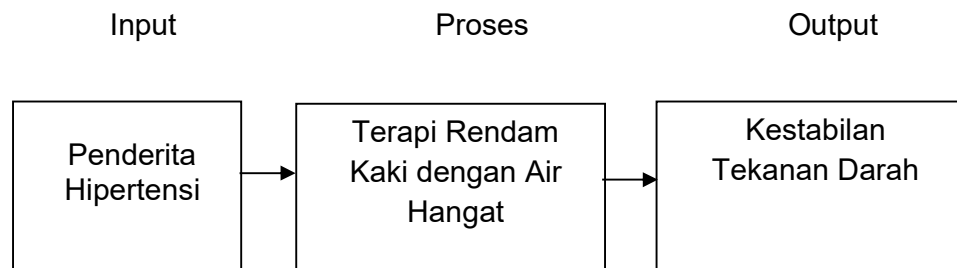 Input
Proses
Output
Penderita
Hipertensi
Terapi Rendam
Kaki dengan Air
Hangat
Kestabilan
Tekanan Darah